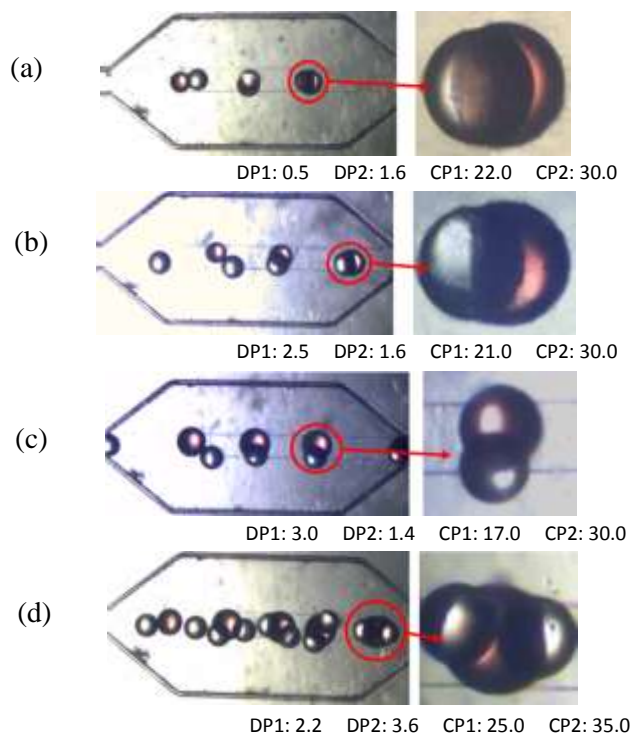 (a)
DP1: 0.5 DP2: 1.6 CP1: 22.0 CP2: 30.0
(b)
DP1: 2.5 DP2: 1.6 CP1: 21.0 CP2: 30.0
(c)
DP1: 3.0 DP2: 1.4 CP1: 17.0 CP2: 30.0
(d)
DP1: 2.2 DP2: 3.6 CP1: 25.0 CP2: 35.0